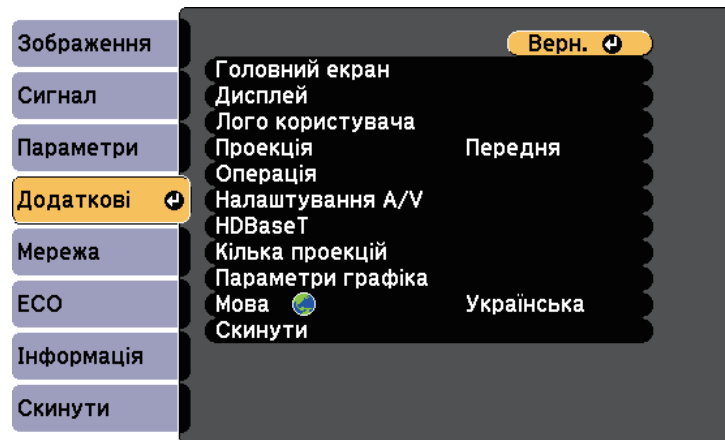 Зображення
Сигнал
Параметри
Додаткові
Мережа
ECO
Інформація
Скинути
Верн.
Головний екран
Дисплей
Лого користувача
Проекція Передня
Операція
Налаштування A/V
HDBaseT
Кілька проекцій
Параметри графіка
Мова Українська
Скинути